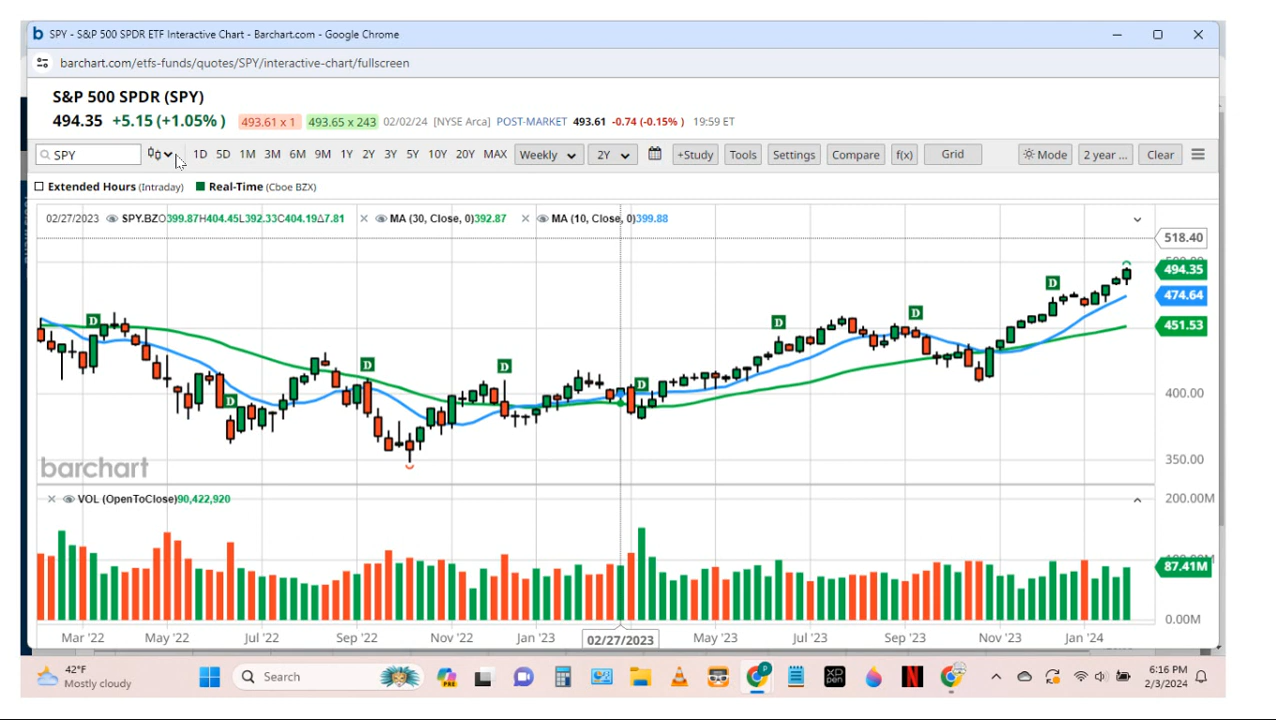 SPY - S&P 500 SPDR ETF Interactive Chart - Barchart.com - Google Chrome
barchart.com/etfs-funds/quotes/SPY/interactive-chart/fullscreen
S&P 500 SPDR (SPY)
494.35 +5.15 (+1.05%) 493.61 x 1 493.65 x 243 02/02/24 [NYSE Arca] POST-MARKET 493.61 -0.74 (-0.15%) 19:59 ET
SPY 1D 5D 1M 3M 6M 9M 1Y 2Y 3Y 5Y 10Y 20Y MAX Weekly 2Y +Study Tools Settings Compare f(x) Grid Mode 2 year ... Clear
Extended Hours (Intraday) Real-Time (Cboe BZX)
02/27/2023 SPY.BZO399.87H404.45L392.33C404.19Δ7.81 MA (30, Close, 0)392.87 MA (10, Close, 0)399.88
518.40
494.35
474.64
451.53
400.00
350.00
D D D D D D D D
barchart
VOL (OpenToClose)90,422,920
200.00M
87.41M
0.00M
Mar '22 May '22 Jul '22 Sep '22 Nov '22 Jan '23 02/27/2023 May '23 Jul '23 Sep '23 Nov '23 Jan '24
42°F
Mostly cloudy
Search
PRE
XD
PEN
P
N
6:16 PM
2/3/2024